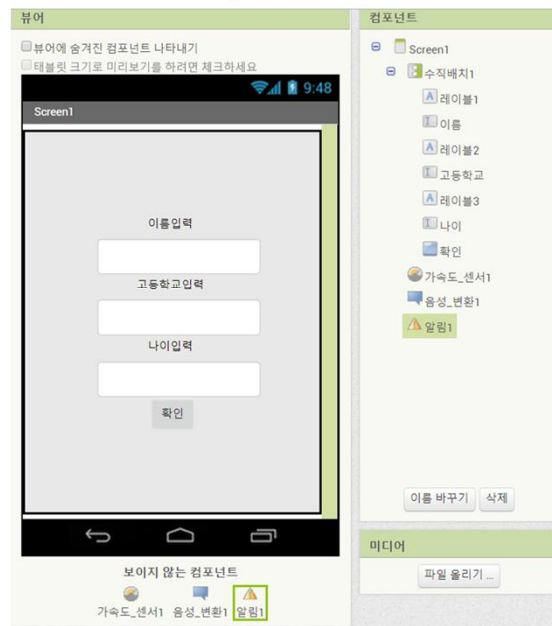 뷰어
뷰어에 숨겨진 컴포넌트 나타내기
태블릿 크기로 미리보기를 하려면 체크하세요
9:48
Screen1
이름입력
고등학교입력
나이입력
확인
보이지 않는 컴포넌트
가속도_센서1 음성_변환1 알림1
컴포넌트
Screen1
수직배치1
레이블1
이름
레이블2
고등학교
레이블3
나이
확인
가속도_센서1
음성_변환1
알림1
이름 바꾸기 삭제
미디어
파일 올리기 ...